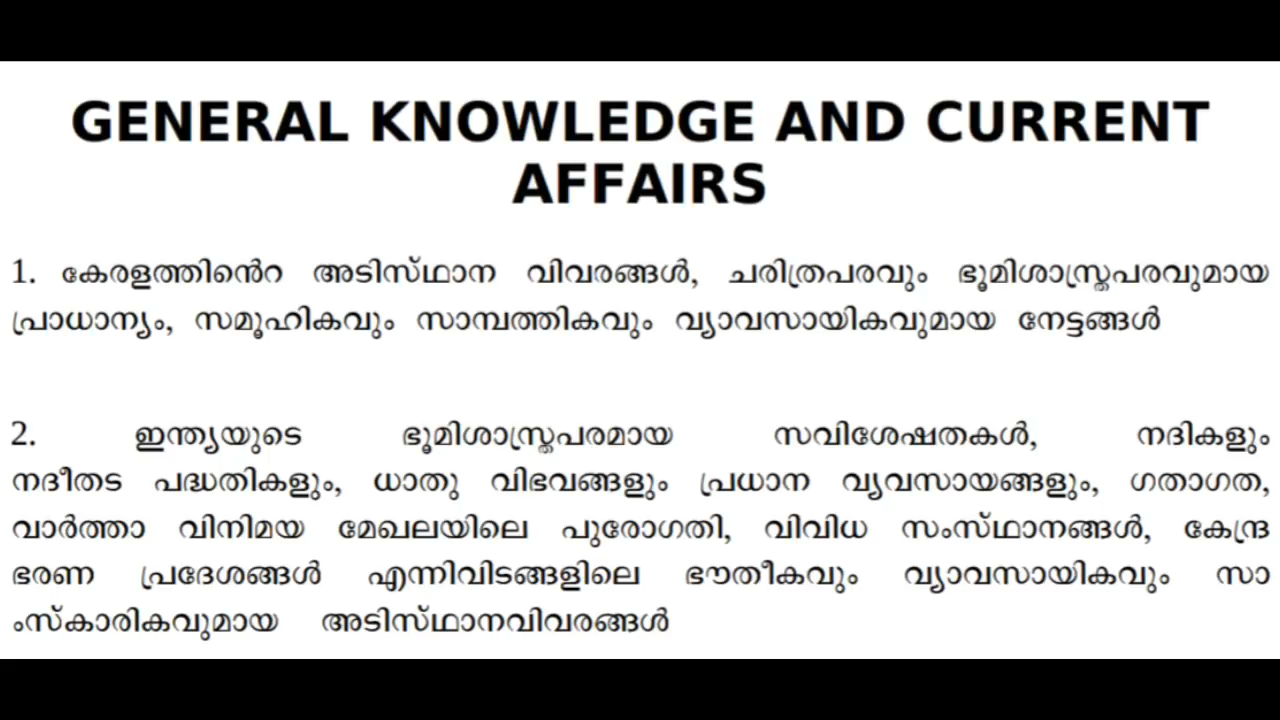 GENERAL KNOWLEDGE AND CURRENT
AFFAIRS
1. കേരളത്തിൻെറ അടിസ്ഥാന വിവരങ്ങൾ, ചരിത്രപരവും ഭൂമിശാസ്ത്രപരവുമായ
പ്രാധാന്യം, സമൂഹികവും സാമ്പത്തികവും വ്യാവസായികവുമായ നേട്ടങ്ങൾ
2. ഇന്ത്യയുടെ ഭൂമിശാസ്ത്രപരമായ സവിശേഷതകൾ, നദികളും
നദീതട പദ്ധതികളും, ധാതു വിഭവങ്ങളും പ്രധാന വ്യവസായങ്ങളും, ഗതാഗത,
വാർത്താ വിനിമയ മേഖലയിലെ പുരോഗതി, വിവിധ സംസ്ഥാനങ്ങൾ, കേന്ദ്ര
ഭരണ പ്രദേശങ്ങൾ എന്നിവിടങ്ങളിലെ ഭൗതീകവും വ്യാവസായികവും സാ
ംസ്കാരികവുമായ അടിസ്ഥാനവിവരങ്ങൾ